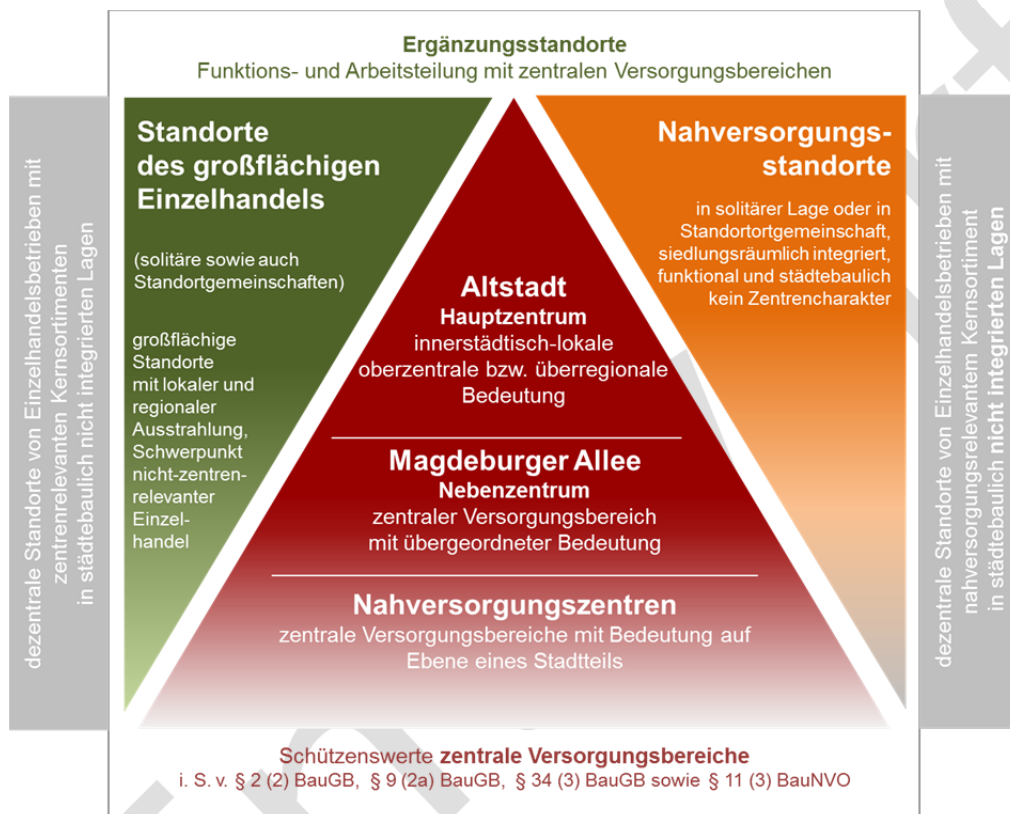 Ergänzungsstandorte
Funktions- und Arbeitsteilung mit zentralen Versorgungsbereichen
dezentrale Standorte von Einzelhandelsbetrieben mit
zentrenrelevanten Kernsortimenten
in städtebaulich nicht integrierten Lagen
Standorte
des großflächigen
Einzelhandels
(solitäre sowie auch
Standortgemeinschaften)
großflächige
Standorte
mit lokaler und
regionaler
Ausstrahlung,
Schwerpunkt
nicht-zentren-
relevanter
Einzel-
handel
Altstadt
Hauptzentrum
innerstädtisch-lokale
oberzentrale bzw. überregionale
Bedeutung
Magdeburger Allee
Nebenzentrum
zentraler Versorgungsbereich
mit übergeordneter Bedeutung
Nahversorgungszentren
zentrale Versorgungsbereiche mit Bedeutung auf
Ebene eines Stadtteils
Nahversorgungs-
standorte
in solitärer Lage oder in
Standortortgemeinschaft,
siedlungsräumlich integriert,
funktional und städtebaulich
kein Zentrencharakter
dezentrale Standorte von Einzelhandelsbetrieben mit
nahversorgungsrelevantem Kernsortiment
in städtebaulich nicht integrierten Lagen
Schützenswerte zentrale Versorgungsbereiche
i. S. v. § 2 (2) BauGB, § 9 (2a) BauGB, § 34 (3) BauGB sowie § 11 (3) BauNVO